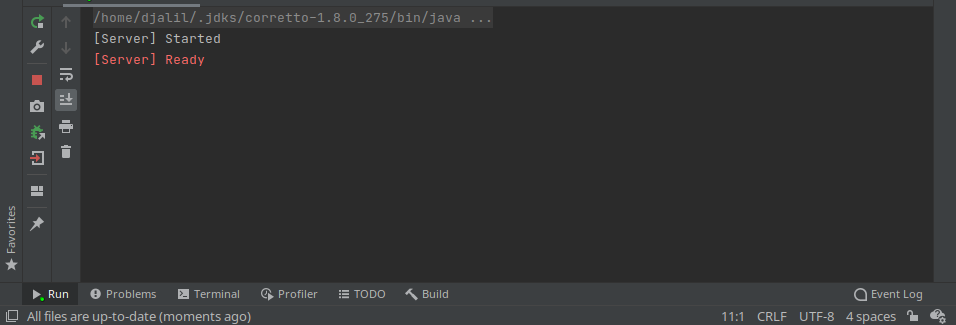 /home/djalil/.jdks/corretto-1.8.0_275/bin/java ...
[Server] Started
[Server] Ready
Favorites
Run Problems Terminal Profiler TODO Build Event Log
All files are up-to-date (moments ago) 11:1 CRLF UTF-8 4 spaces